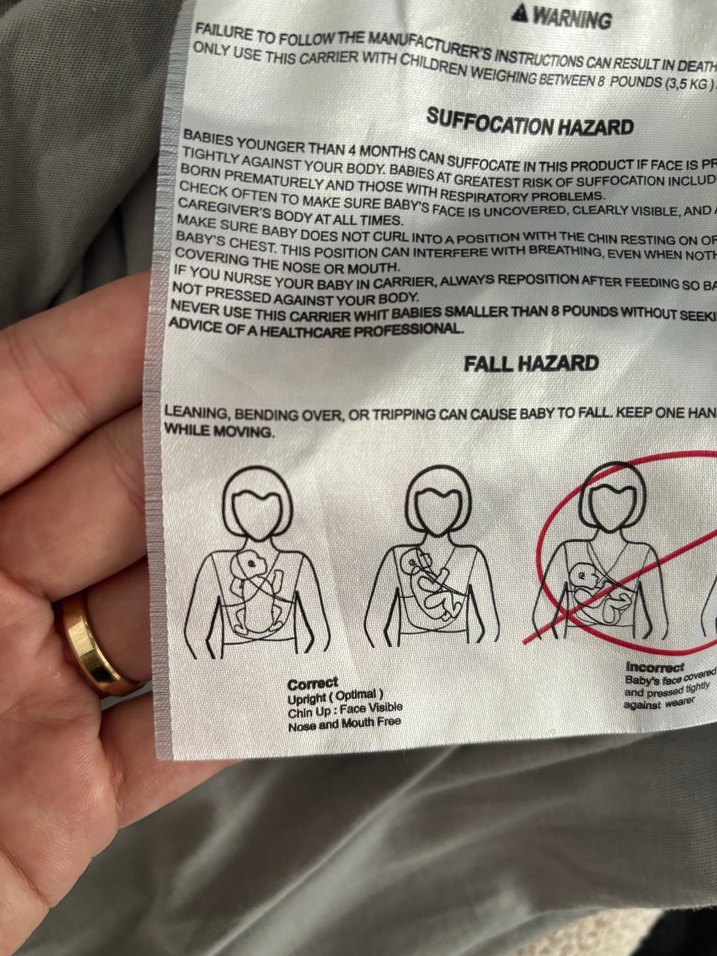 WARNING
FAILURE TO FOLLOW THE MANUFACTURER'S INSTRUCTIONS CAN RESULT IN DEATH
ONLY USE THIS CARRIER WITH CHILDREN WEIGHING BETWEEN 8 POUNDS (3,5 KG)
SUFFOCATION HAZARD
BABIES YOUNGER THAN 4 MONTHS CAN SUFFOCATE IN THIS PRODUCT IF FACE IS PR
TIGHTLY AGAINST YOUR BODY. BABIES AT GREATEST RISK OF SUFFOCATION INCLUD
BORN PREMATURELY AND THOSE WITH RESPIRATORY PROBLEMS.
CHECK OFTEN TO MAKE SURE BABY'S FACE IS UNCOVERED, CLEARLY VISIBLE, AND
CAREGIVER'S BODY AT ALL TIMES.
MAKE SURE BABY DOES NOT CURL INTO A POSITION WITH THE CHIN RESTING ON OR
BABY'S CHEST. THIS POSITION CAN INTERFERE WITH BREATHING, EVEN WHEN NOTH
COVERING THE NOSE OR MOUTH.
IF YOU NURSE YOUR BABY IN CARRIER, ALWAYS REPOSITION AFTER FEEDING SO BA
NOT PRESSED AGAINST YOUR BODY.
NEVER USE THIS CARRIER WHIT BABIES SMALLER THAN 8 POUNDS WITHOUT SEEKI
ADVICE OF A HEALTHCARE PROFESSIONAL.
FALL HAZARD
LEANING, BENDING OVER, OR TRIPPING CAN CAUSE BABY TO FALL. KEEP ONE HAN
WHILE MOVING.
Correct
Upright ( Optimal )
Chin Up : Face Visible
Nose and Mouth Free
Incorrect
Baby's face covered
and pressed tightly
against wearer